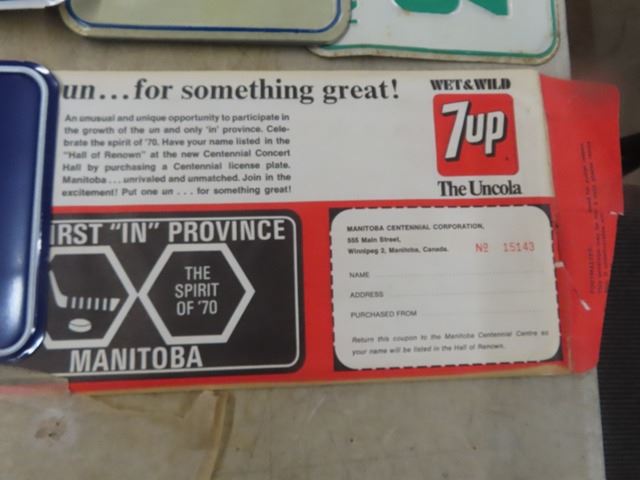 un...for something great!
An unusual and unique opportunity to participate in
the growth of the un and only 'in' province. Cele-
brate the spirit of '70. Have your name listed in the
"Hall of Renown" at the new Centennial Concert
Hall by purchasing a Centennial license plate.
Manitoba...unrivaled and unmatched. Join in the
excitement! Put one un...for something great!
WET & WILD
7up
The Uncola
IRST "IN" PROVINCE
THE
SPIRIT
OF '70
MANITOBA
MANITOBA CENTENNIAL CORPORATION,
555 Main Street,
Winnipeg 2, Manitoba, Canada.
No 15143
NAME
ADDRESS
PURCHASED FROM
Return this coupon to the Manitoba Centennial Centre so
your name will be listed in the Hall of Renown.